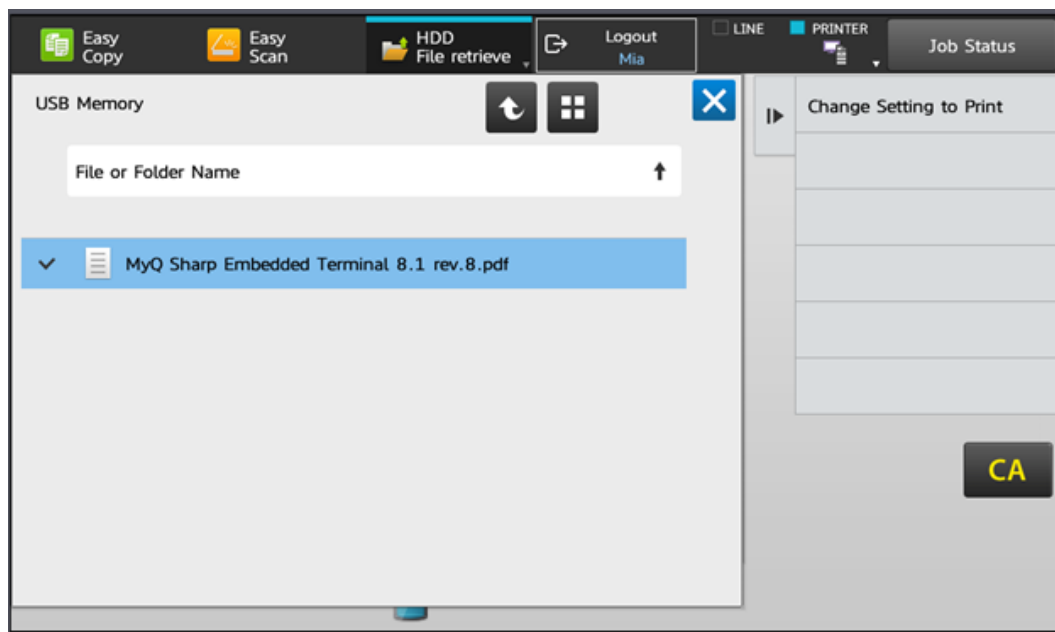 Easy
Copy
Easy
Scan
HDD
File retrieve
Logout
Mia
LINE
PRINTER
Job Status
USB Memory
Change Setting to Print
File or Folder Name
MyQ Sharp Embedded Terminal 8.1 rev.8.pdf
CA